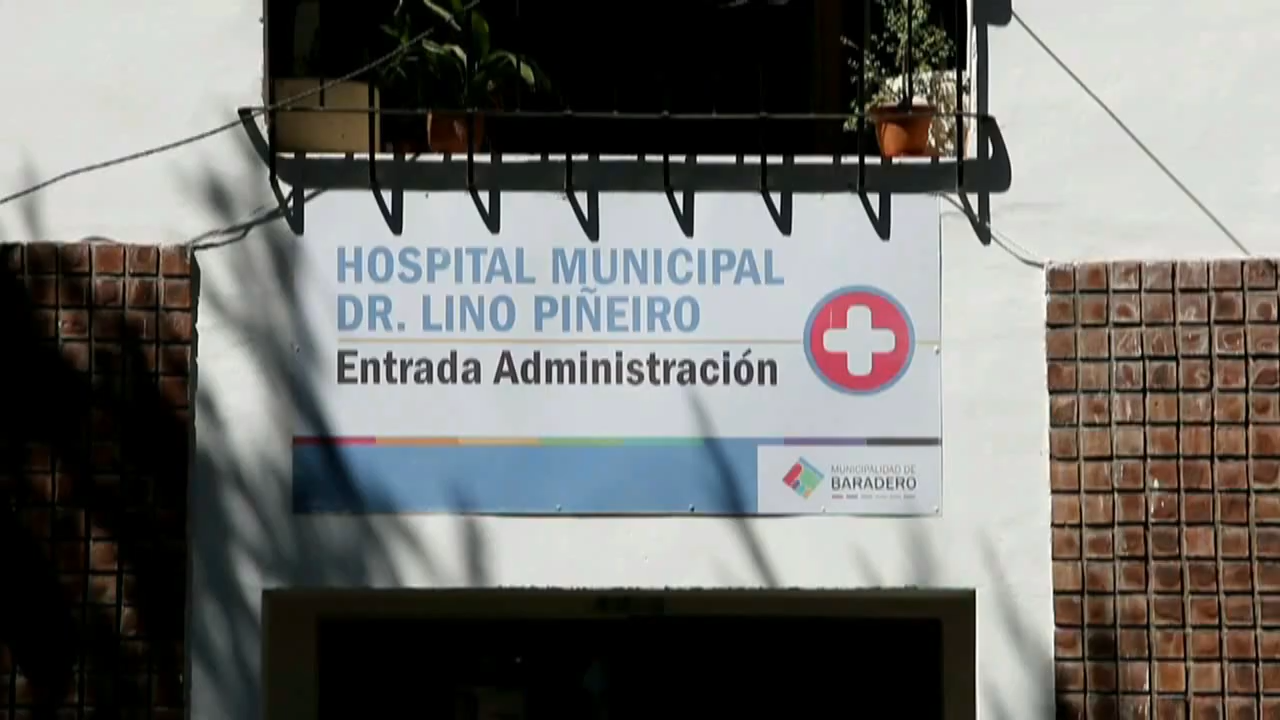 HOSPITAL MUNICIPAL
DR. LINO PIÑEIRO
Entrada Administración
MUNICIPALIDAD DE
BARADERO